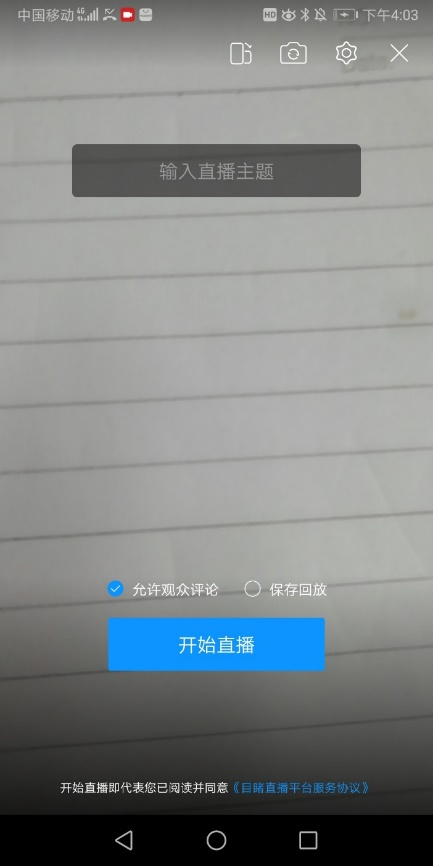 中国移动 4G HD 下午4:03
输入直播主题
允许观众评论 保存回放
开始直播
开始直播即代表您已阅读并同意《目睹直播平台服务协议》